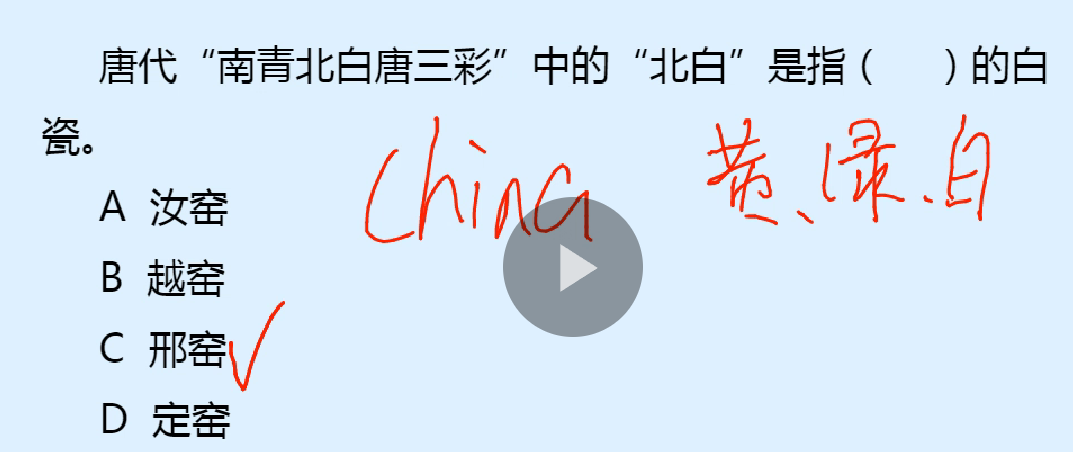 唐代“南青北白唐三彩”中的“北白”是指（　　）的白
瓷。
China 黄、绿、白
A 汝窑
B 越窑
C 邢窑
D 定窑